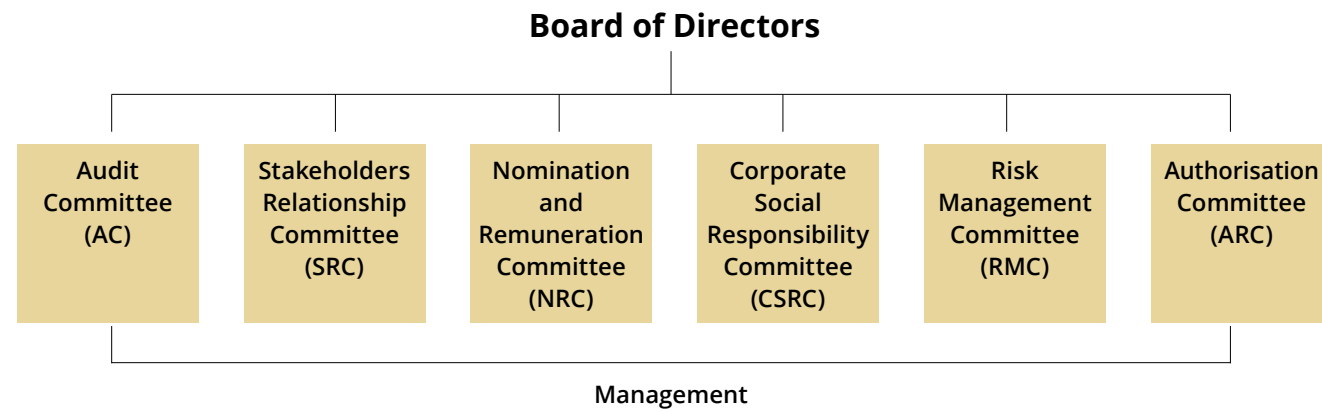 Board of Directors
Audit
Committee
(AC)
Stakeholders
Relationship
Committee
(SRC)
Nomination
and
Remuneration
Committee
(NRC)
Corporate
Social
Responsibility
Committee
(CSRC)
Risk
Management
Committee
(RMC)
Authorisation
Committee
(ARC)
Management